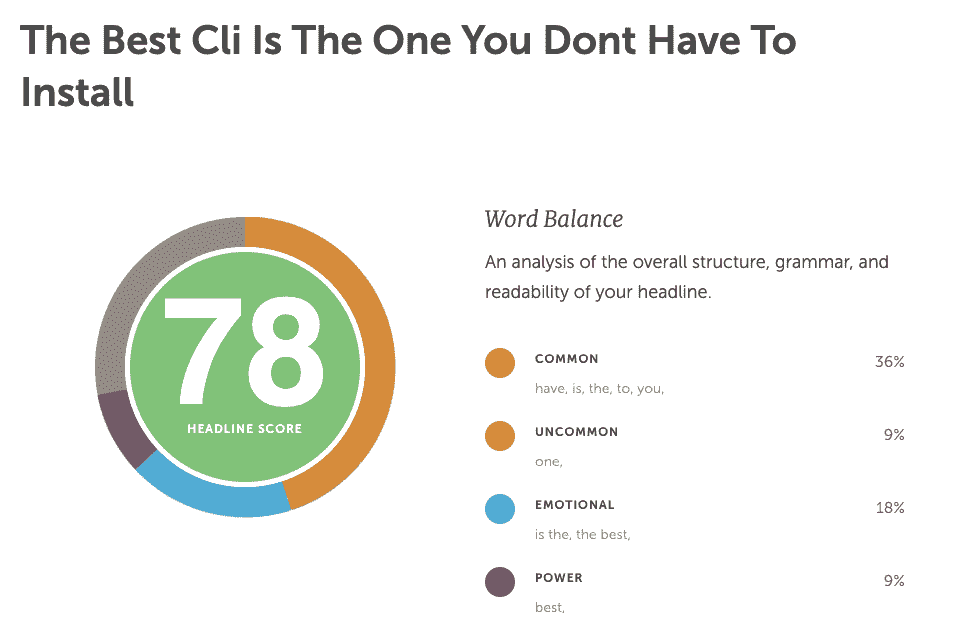 The Best Cli Is The One You Dont Have To
Install
78
HEADLINE SCORE
Word Balance
An analysis of the overall structure, grammar, and
readability of your headline.
COMMON 36%
have, is, the, to, you,
UNCOMMON 9%
one,
EMOTIONAL 18%
is the, the best,
POWER 9%
best,